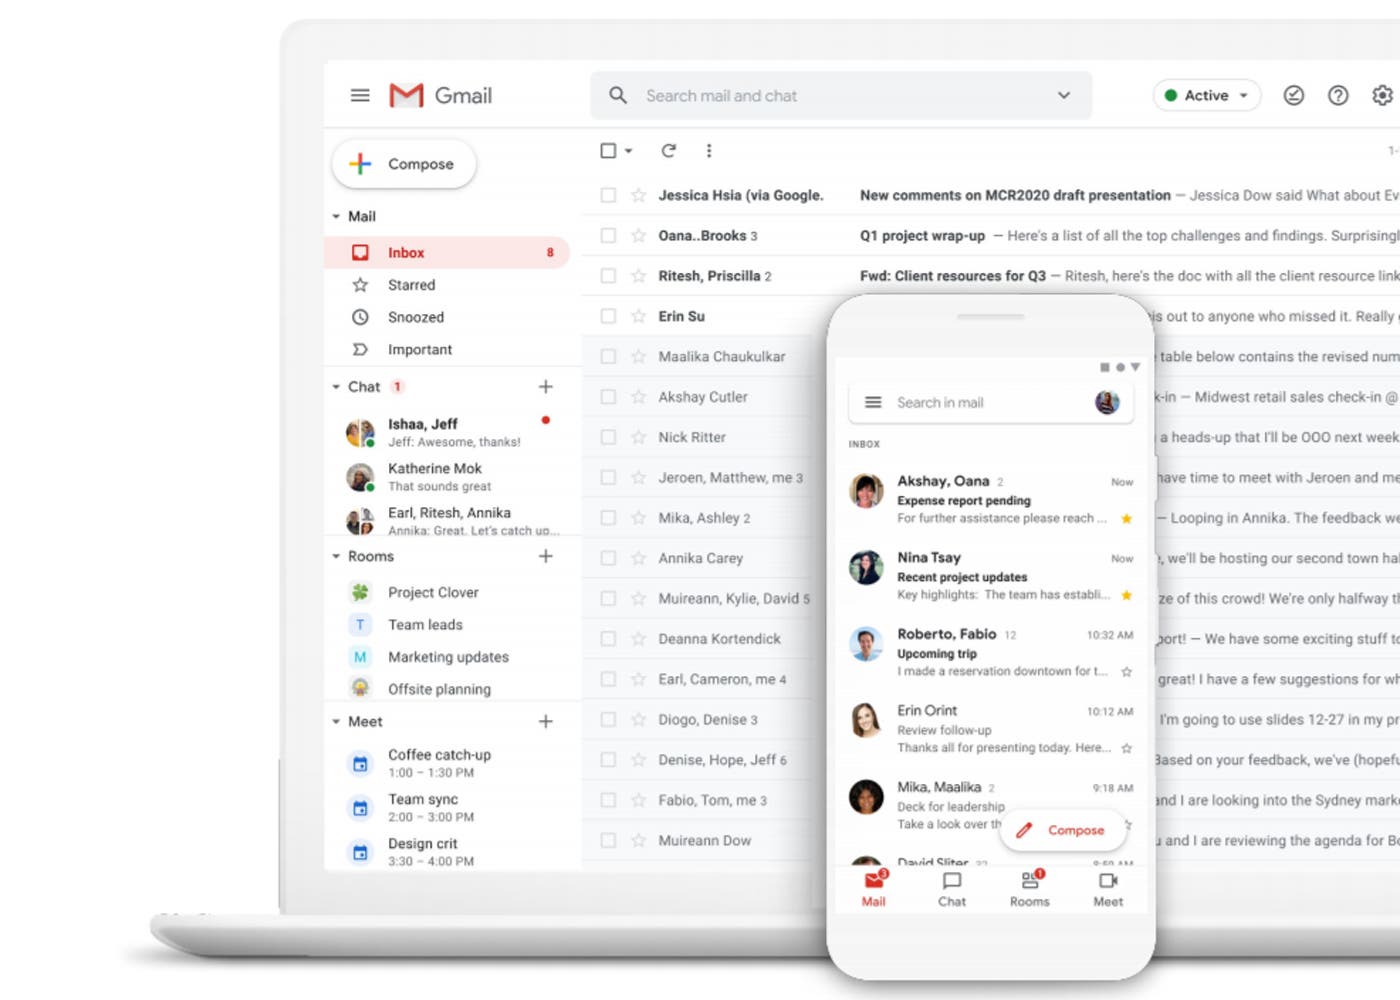 Gmail
Search mail and chat
Active
Compose
1-
Mail
Inbox 8
Starred
Snoozed
Important
Chat 1
Ishaa, Jeff
Jeff: Awesome, thanks!
Katherine Mok
That sounds great
Earl, Ritesh, Annika
Annika: Great. Let's catch up...
Rooms
Project Clover
T Team leads
M Marketing updates
Offsite planning
Meet
Coffee catch-up
1:00 – 1:30 PM
Team sync
2:00 – 3:00 PM
Design crit
3:30 – 4:00 PM
Jessica Hsia (via Google. New comments on MCR2020 draft presentation — Jessica Dow said What about Ev
Oana..Brooks 3 Q1 project wrap-up — Here's a list of all the top challenges and findings. Surprisingl
Ritesh, Priscilla 2 Fwd: Client resources for Q3 — Ritesh, here's the doc with all the client resource link
Erin Su is out to anyone who missed it. Really
Maalika Chaukulkar table below contains the revised num
Akshay Cutler k-in — Midwest retail sales check-in @
Nick Ritter a heads-up that I'll be OOO next week
Jeroen, Matthew, me 3 have time to meet with Jeroen and me
Mika, Ashley 2 — Looping in Annika. The feedback we
Annika Carey , we'll be hosting our second town hal
Muireann, Kylie, David 5 ze of this crowd! We're only halfway th
Deanna Kortendick port! — We have some exciting stuff to
Earl, Cameron, me 4 great! I have a few suggestions for wh
Diogo, Denise 3 I'm going to use slides 12-27 in my pr
Denise, Hope, Jeff 6 Based on your feedback, we've (hopefu
Fabio, Tom, me 3 and I are looking into the Sydney marke
Muireann Dow u and I are reviewing the agenda for Bo
Search in mail
INBOX
Akshay, Oana 2 Now
Expense report pending
For further assistance please reach ...
Nina Tsay Now
Recent project updates
Key highlights: The team has establi...
Roberto, Fabio 12 10:32 AM
Upcoming trip
I made a reservation downtown for t...
Erin Orint 10:12 AM
Review follow-up
Thanks all for presenting today. Here...
Mika, Maalika 2 9:18 AM
Deck for leadership
Take a look over th
Compose
David Sliter
3 1
Mail Chat Rooms Meet